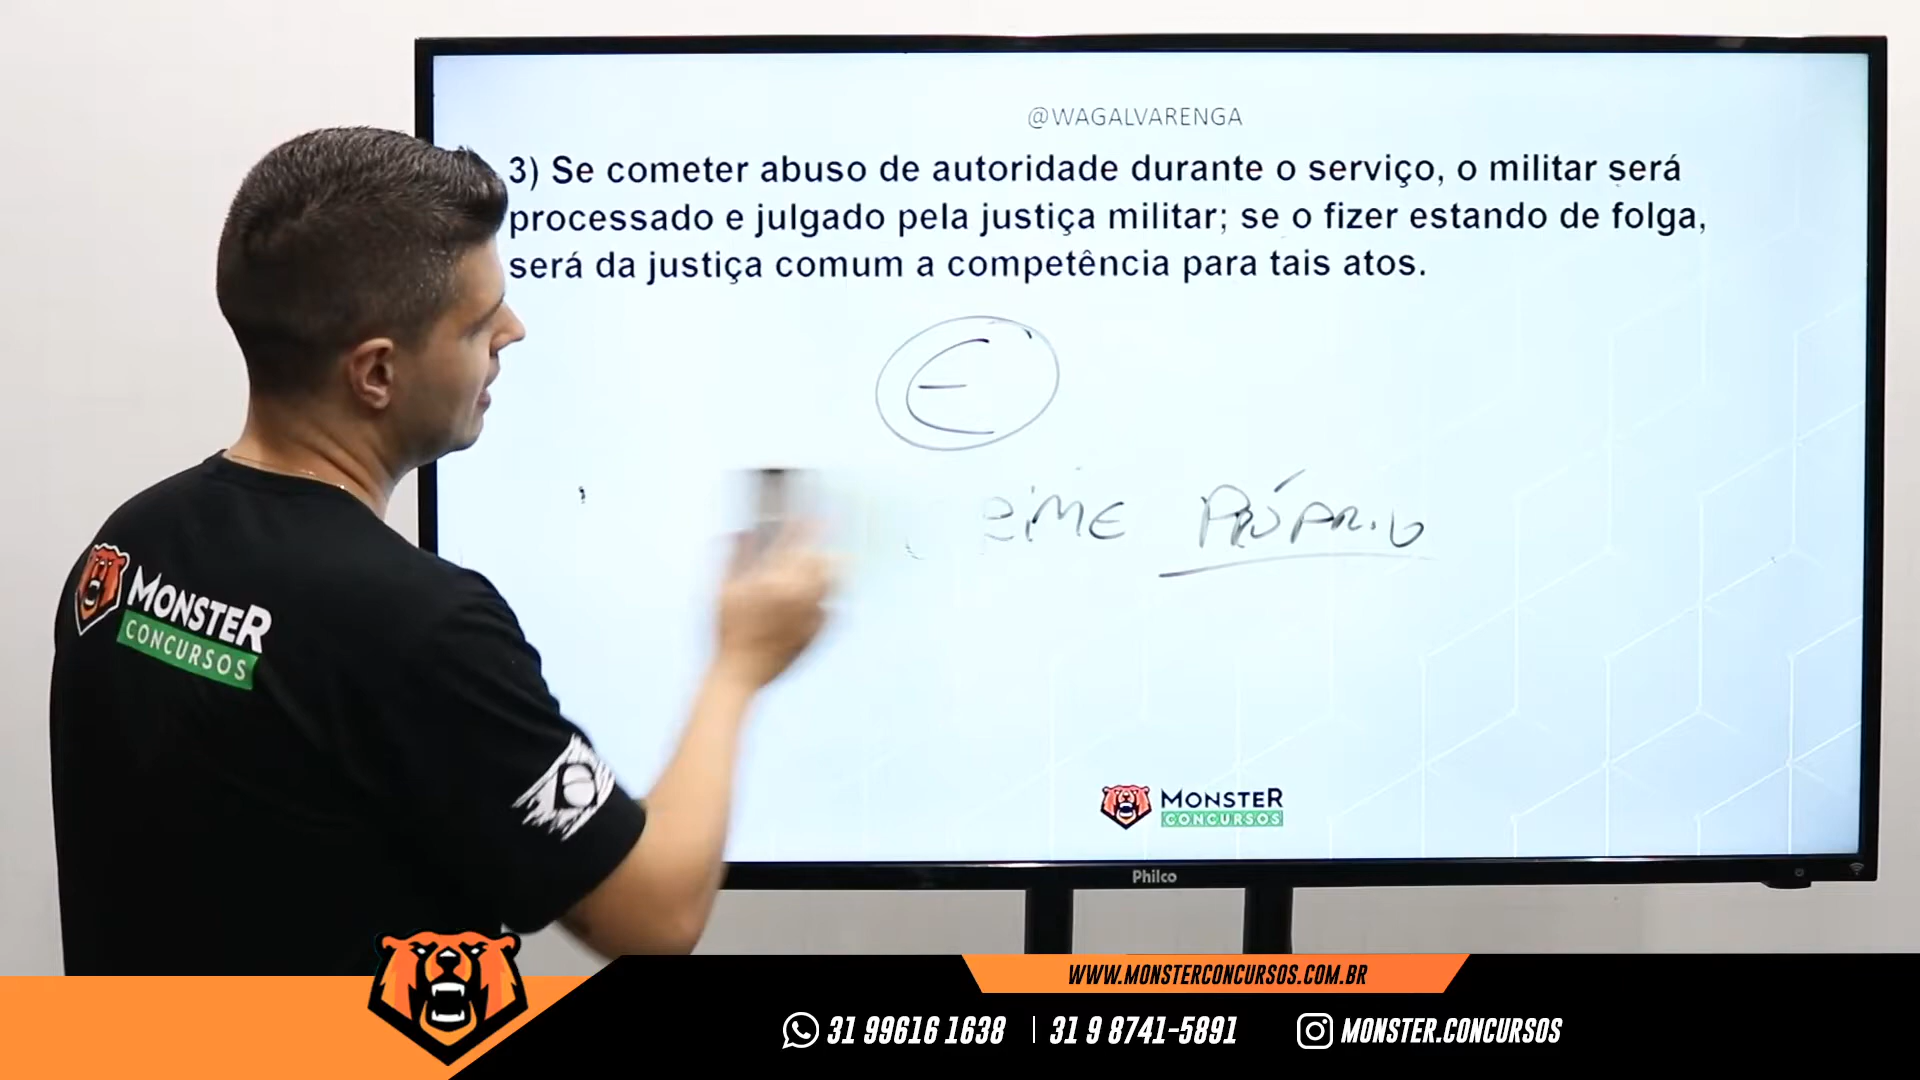 @WAGALVARENGA
3) Se cometer abuso de autoridade durante o serviço, o militar será
processado e julgado pela justiça militar; se o fizer estando de folga,
será da justiça comum a competência para tais atos.
E
RIME PRÓPRIO
MONSTER
CONCURSOS
MONSTER
CONCURSOS
Philco
WWW.MONSTERCONCURSOS.COM.BR
31 99616 1638 | 31 9 8741-5891 MONSTER.CONCURSOS